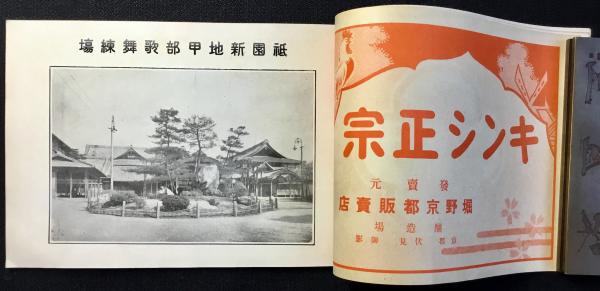 祇園新地甲部歌舞練塲
キンシ正宗
發賣元
堀野京都販賣店
釀造場
京都 伏見 御影